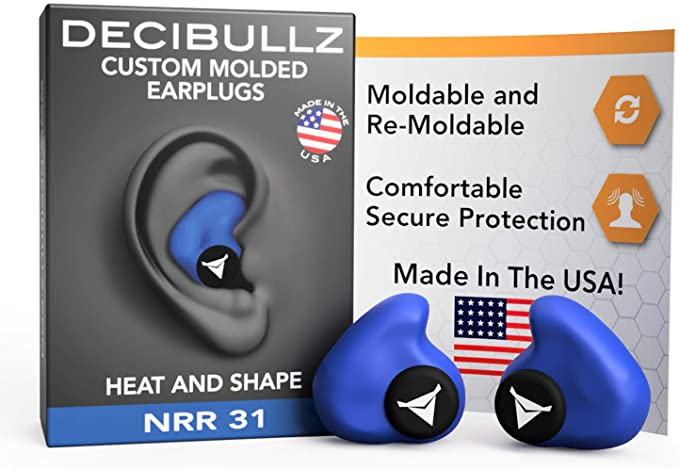 DECIBULLZ
CUSTOM MOLDED
EARPLUGS
MADE IN THE
USA
HEAT AND SHAPE
NRR 31
Moldable and
Re-Moldable
Comfortable
Secure Protection
Made In The USA!